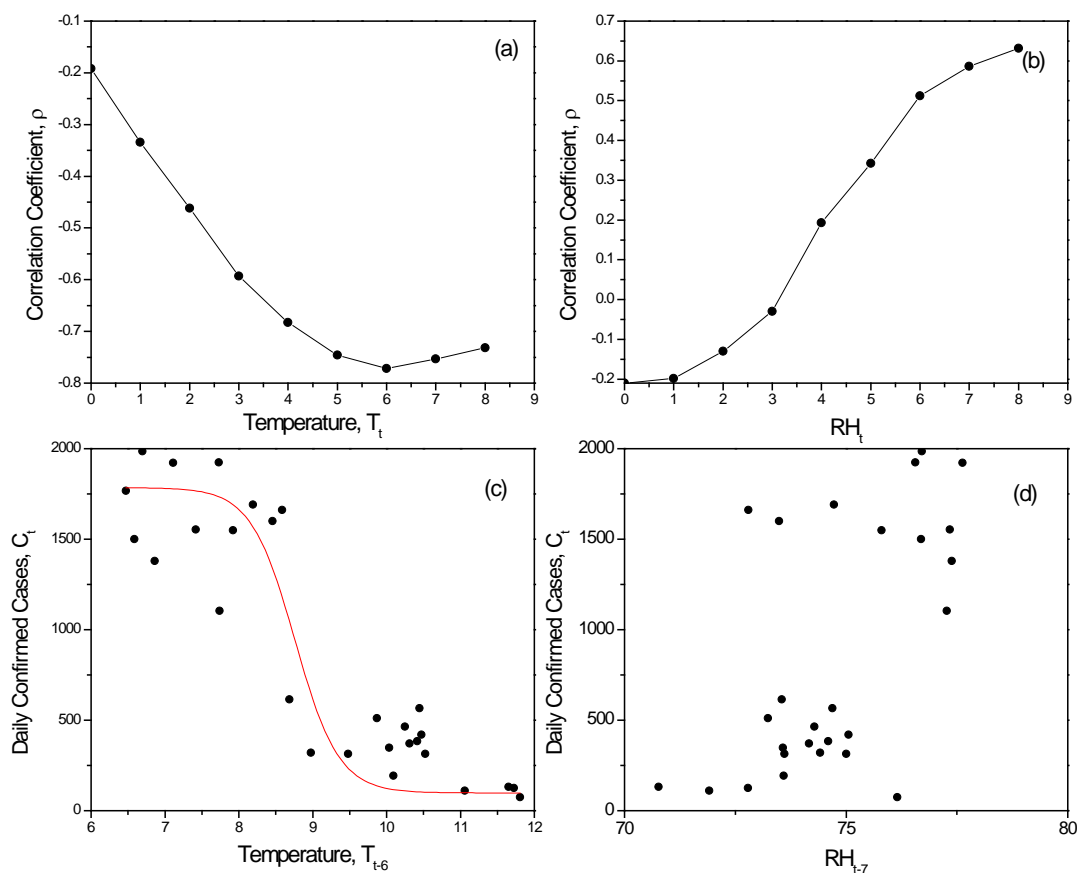 (a)
Correlation Coefficient, ρ
-0.1
-0.2
-0.3
-0.4
-0.5
-0.6
-0.7
-0.8
0 1 2 3 4 5 6 7 8 9
Temperature, T_t
(b)
Correlation Coefficient, ρ
0.7
0.6
0.5
0.4
0.3
0.2
0.1
0.0
-0.1
-0.2
0 1 2 3 4 5 6 7 8 9
RH_t
(c)
Daily Confirmed Cases, C_t
2000
1500
1000
500
0
6 7 8 9 10 11 12
Temperature, T_t-6
(d)
Daily Confirmed Cases, C_t
2000
1500
1000
500
0
70 75 80
RH_t-7